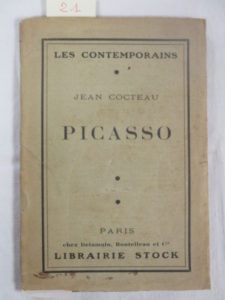 21
LES CONTEMPORAINS
JEAN COCTEAU
PICASSO
PARIS
chez Delamain, Boutelleau et Cie
LIBRAIRIE STOCK